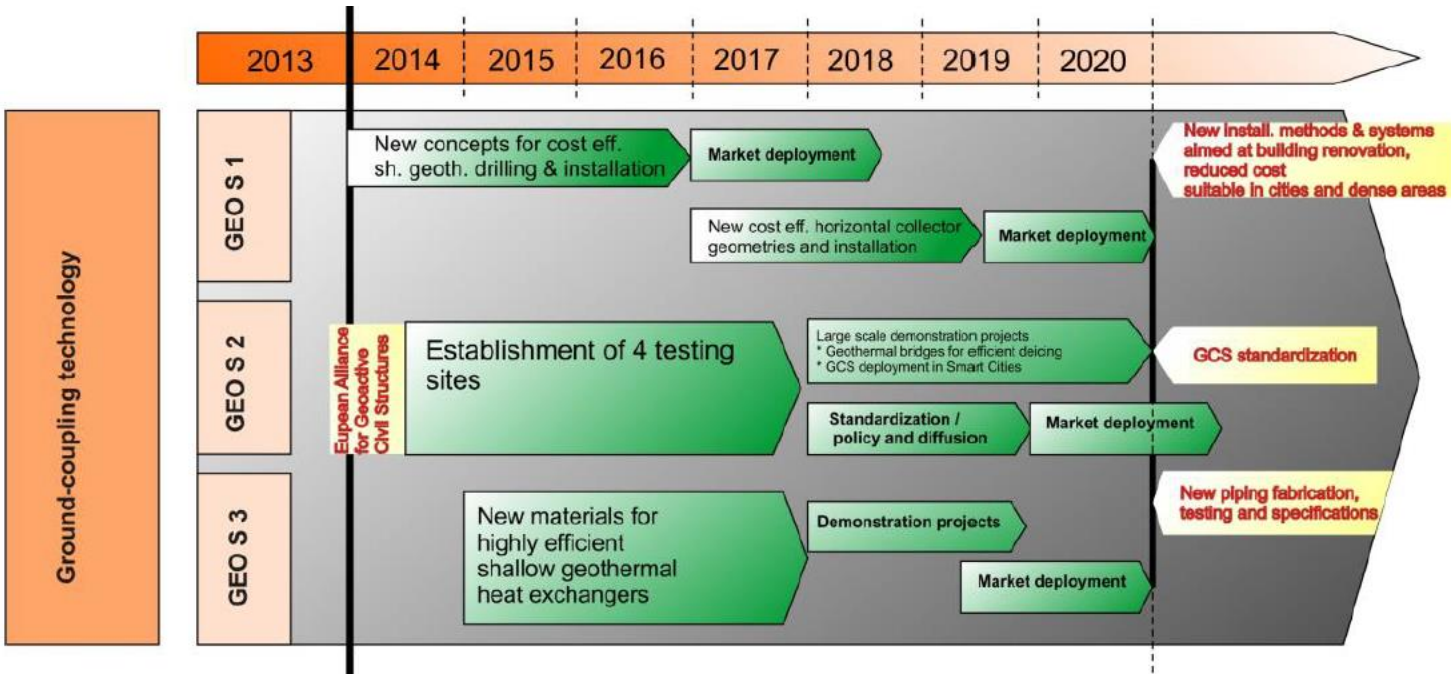 2013 2014 2015 2016 2017 2018 2019 2020
Ground-coupling technology
GEO S 1
New concepts for cost eff.
sh. geoth. drilling & installation
Market deployment
New install. methods & systems
aimed at building renovation,
reduced cost
suitable in cities and dense areas
New cost eff. horizontal collector
geometries and installation
Market deployment
GEO S 2
Eupean Alliance
for Geoactive
Civil Structures
Establishment of 4 testing
sites
Large scale demonstration projects
* Geothermal bridges for efficient deicing
* GCS deployment in Smart Cities
GCS standardization
Standardization /
policy and diffusion
Market deployment
GEO S 3
New materials for
highly efficient
shallow geothermal
heat exchangers
Demonstration projects
New piping fabrication,
testing and specifications
Market deployment